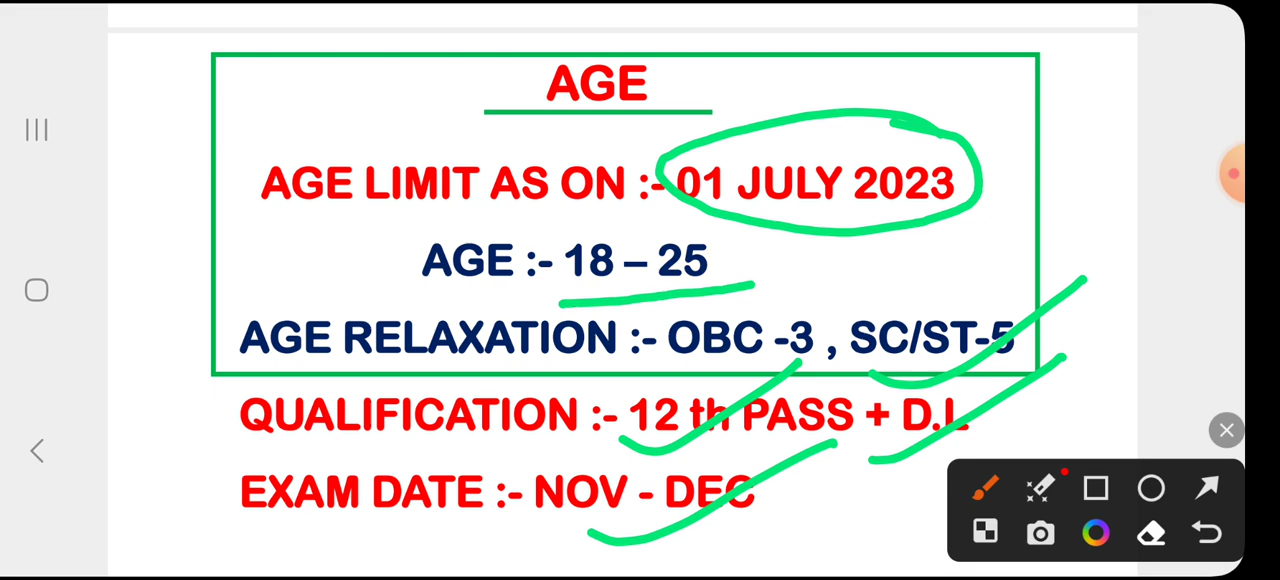 AGE
AGE LIMIT AS ON :- 01 JULY 2023
AGE :- 18 – 25
AGE RELAXATION :- OBC -3 , SC/ST-5
QUALIFICATION :- 12 th PASS + D.L
EXAM DATE :- NOV - DEC